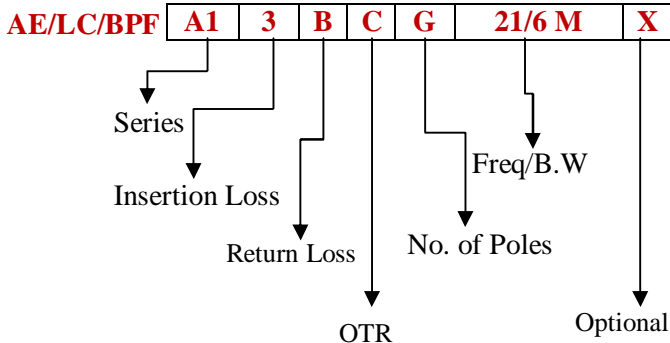 AE/LC/BPF A1 3 B C G 21/6 M X
Series
Freq/B.W
Insertion Loss
No. of Poles
Return Loss
Optional
OTR